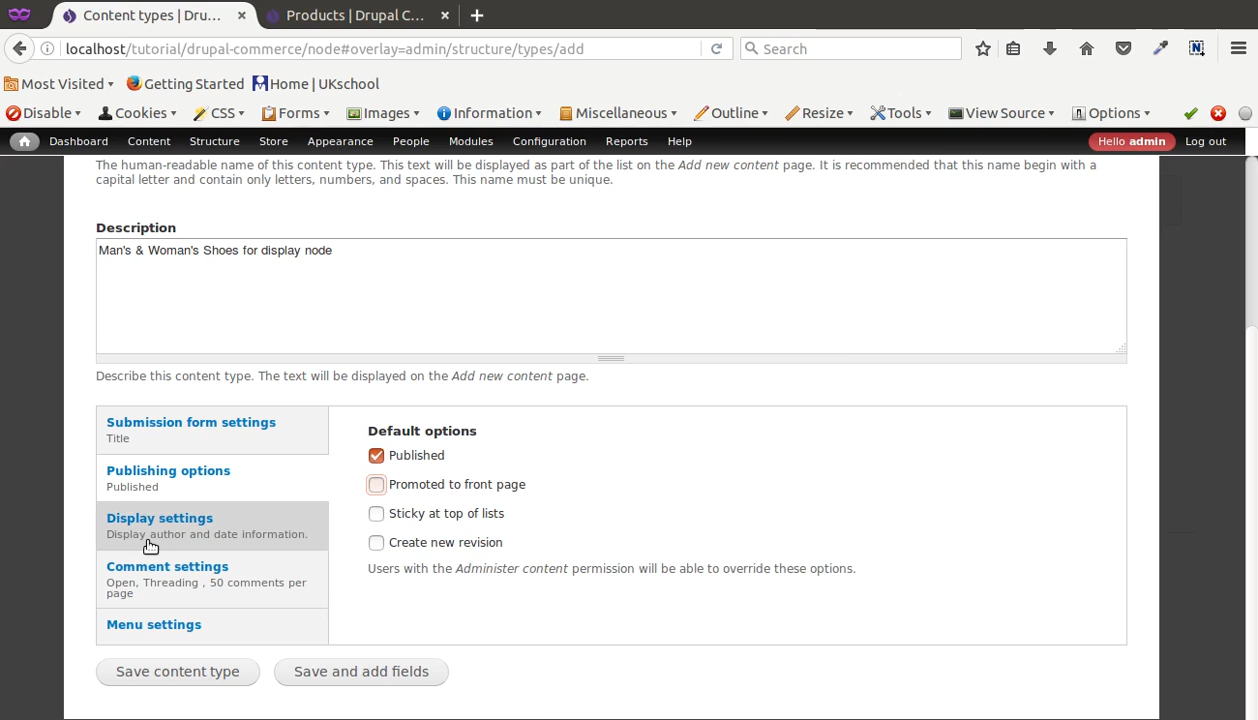 Content types | Dru... × Products | Drupal C... × +
localhost/tutorial/drupal-commerce/node#overlay=admin/structure/types/add Search
Most Visited Getting Started Home | UKschool
Disable Cookies CSS Forms Images Information Miscellaneous Outline Resize Tools View Source Options
Dashboard Content Structure Store Appearance People Modules Configuration Reports Help Hello admin Log out
The human-readable name of this content type. This text will be displayed as part of the list on the Add new content page. It is recommended that this name begin with a
capital letter and contain only letters, numbers, and spaces. This name must be unique.
Description
Man's & Woman's Shoes for display node
Describe this content type. The text will be displayed on the Add new content page.
Submission form settings
Title
Publishing options
Published
Display settings
Display author and date information.
Comment settings
Open, Threading , 50 comments per
page
Menu settings
Default options
Published
Promoted to front page
Sticky at top of lists
Create new revision
Users with the Administer content permission will be able to override these options.
Save content type Save and add fields